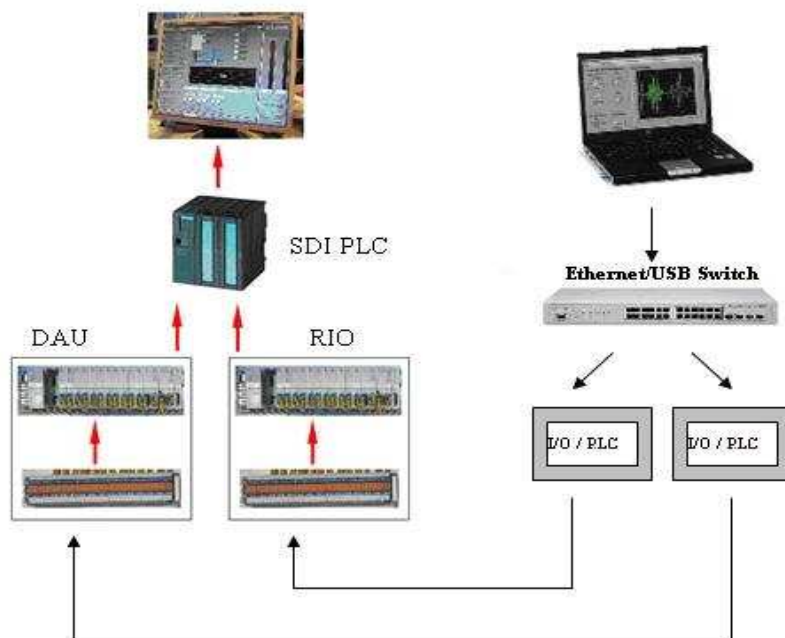 SDI PLC
Ethernet/USB Switch
DAU
RIO
I/O / PLC
I/O / PLC